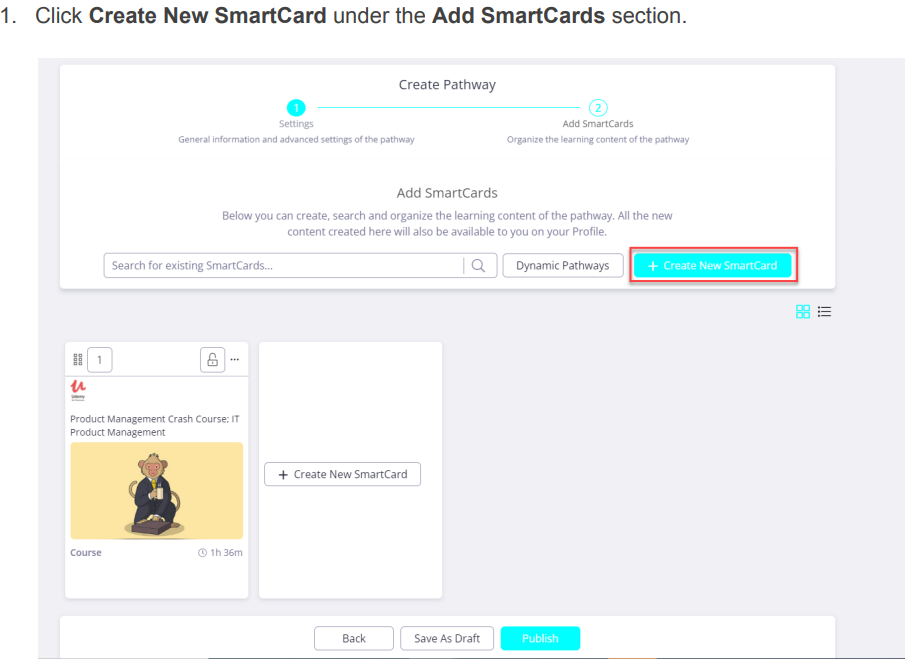 1. Click Create New SmartCard under the Add SmartCards section.
Create Pathway
1
2
Settings
Add SmartCards
General information and advanced settings of the pathway
Organize the learning content of the pathway
Add SmartCards
Below you can create, search and organize the learning content of the pathway. All the new
content created here will also be available to you on your Profile.
Search for existing SmartCards...
Dynamic Pathways
+ Create New SmartCard
1
Product Management Crash Course: IT
Product Management
+ Create New SmartCard
Course
1h 36m
Back
Save As Draft
Publish